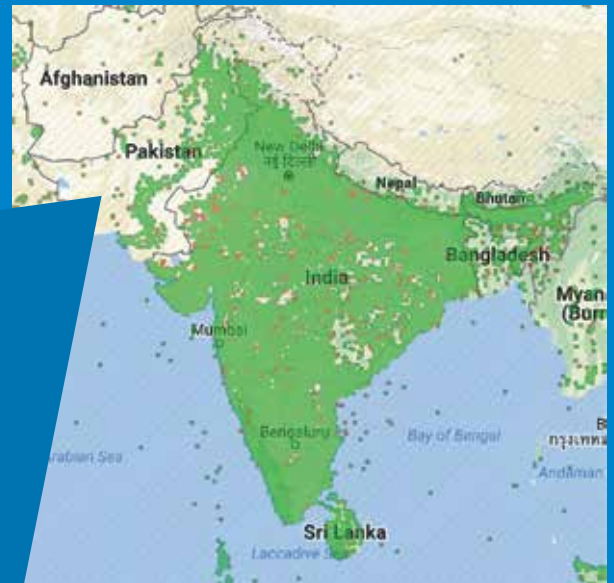 Afghanistan
Pakistan
New Delhi
नई दिल्ली
Nepal
Bhutan
Bangladesh
India
Myan
(Burr
Mumbai
Bengaluru
Bay of Bengal
arabian Sea
Andaman
Sri Lanka
Laccadive Sea